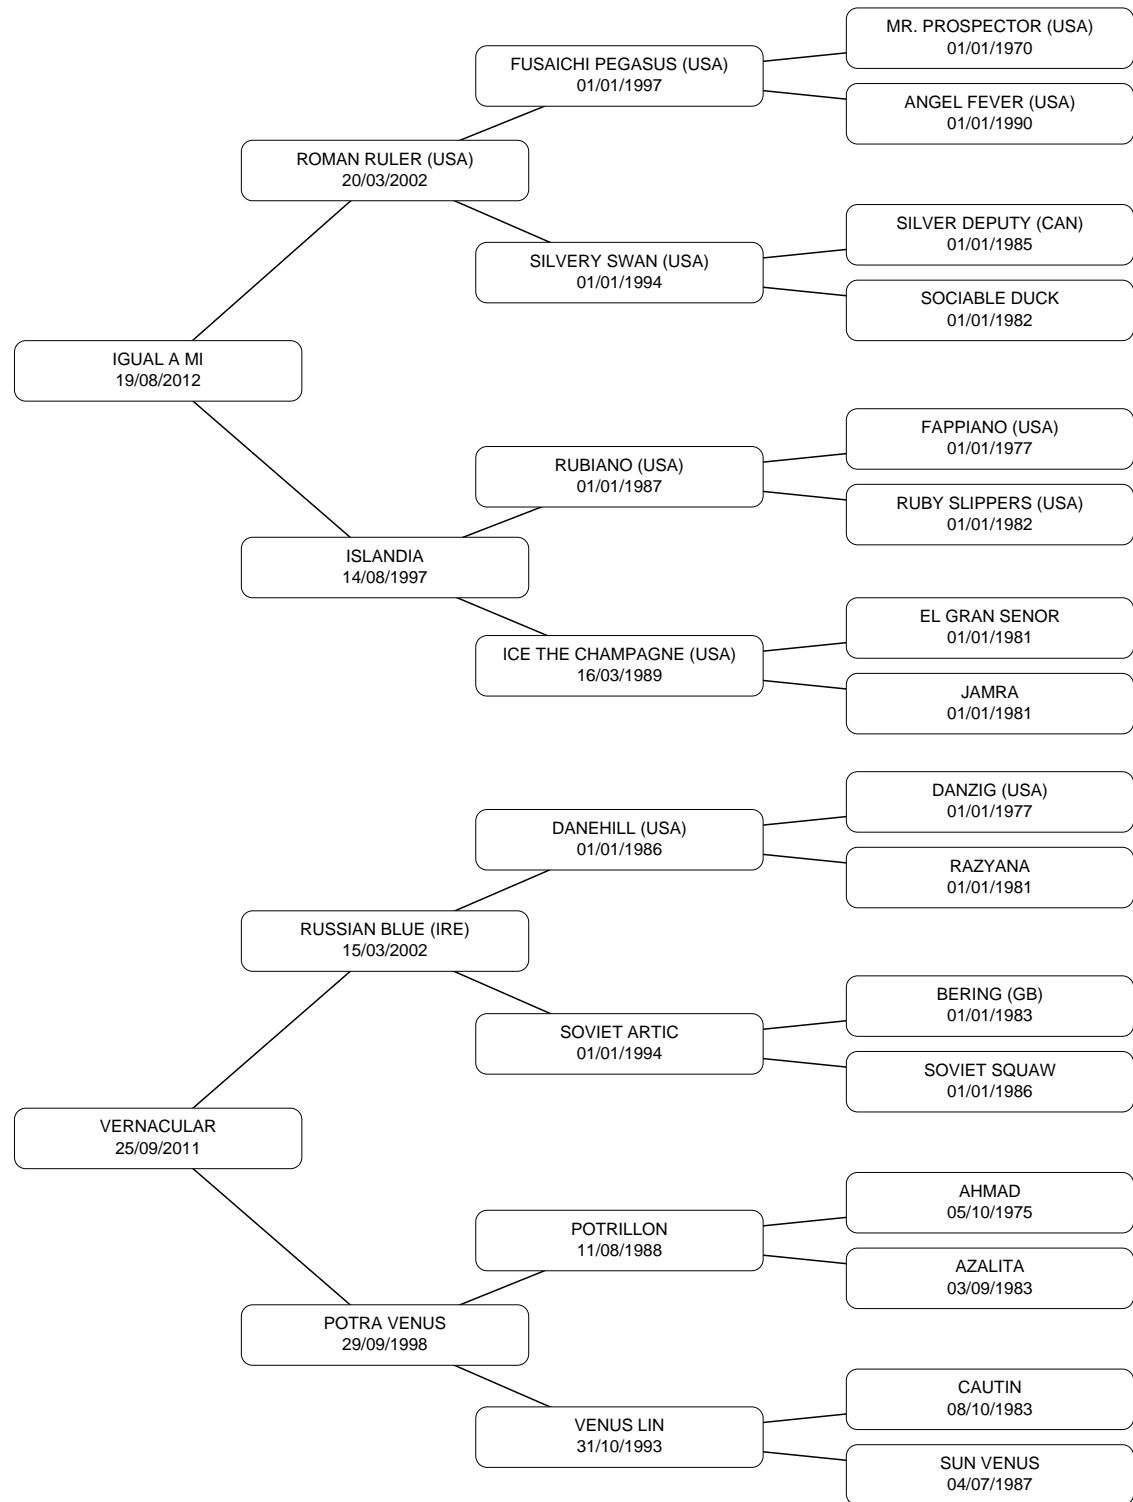 MR. PROSPECTOR (USA)
01/01/1970
FUSAICHI PEGASUS (USA)
01/01/1997
ANGEL FEVER (USA)
01/01/1990
ROMAN RULER (USA)
20/03/2002
SILVER DEPUTY (CAN)
01/01/1985
SILVERY SWAN (USA)
01/01/1994
SOCIABLE DUCK
01/01/1982
IGUAL A MI
19/08/2012
FAPPIANO (USA)
01/01/1977
RUBIANO (USA)
01/01/1987
RUBY SLIPPERS (USA)
01/01/1982
ISLANDIA
14/08/1997
EL GRAN SENOR
01/01/1981
ICE THE CHAMPAGNE (USA)
16/03/1989
JAMRA
01/01/1981
DANZIG (USA)
01/01/1977
DANEHILL (USA)
01/01/1986
RAZYANA
01/01/1981
RUSSIAN BLUE (IRE)
15/03/2002
BERING (GB)
01/01/1983
SOVIET ARTIC
01/01/1994
SOVIET SQUAW
01/01/1986
VERNACULAR
25/09/2011
AHMAD
05/10/1975
POTRILLON
11/08/1988
AZALITA
03/09/1983
POTRA VENUS
29/09/1998
CAUTIN
08/10/1983
VENUS LIN
31/10/1993
SUN VENUS
04/07/1987